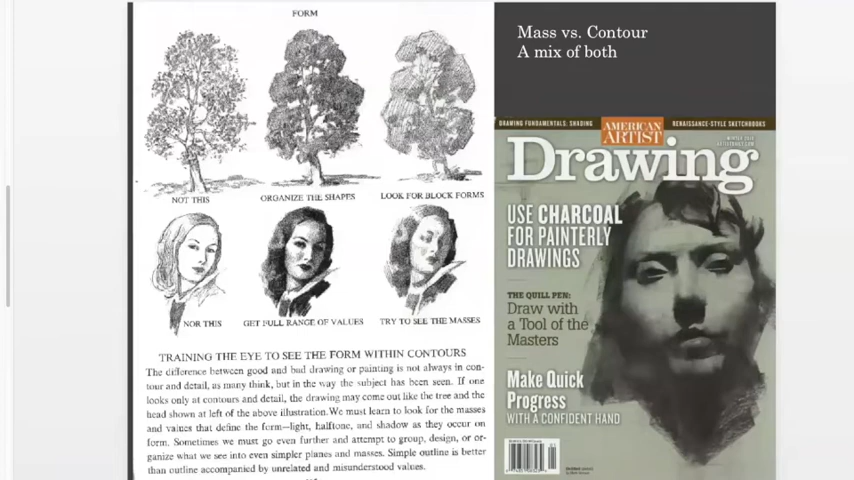 FORM
NOT THIS
ORGANIZE THE SHAPES
LOOK FOR BLOCK FORMS
NOR THIS
GET FULL RANGE OF VALUES
TRY TO SEE THE MASSES
TRAINING THE EYE TO SEE THE FORM WITHIN CONTOURS
The difference between good and bad drawing or painting is not always in con-
tour and detail, as many think, but in the way the subject has been seen. If one
looks only at contours and detail, the drawing may come out like the tree and the
head shown at left of the above illustration. We must learn to look for the masses
and values that define the form—light, halftone, and shadow as they occur on
form. Sometimes we must go even further and attempt to group, design, or or-
ganize what we see into even simpler planes and masses. Simple outline is better
than outline accompanied by unrelated and misunderstood values.
Mass vs. Contour
A mix of both
DRAWING FUNDAMENTALS: SHADING
AMERICAN
ARTIST
RENAISSANCE-STYLE SKETCHBOOKS
Drawing
USE CHARCOAL
FOR PAINTERLY
DRAWINGS
THE QUILL PEN:
Draw with
a Tool of the
Masters
Make Quick
Progress
WITH A CONFIDENT HAND